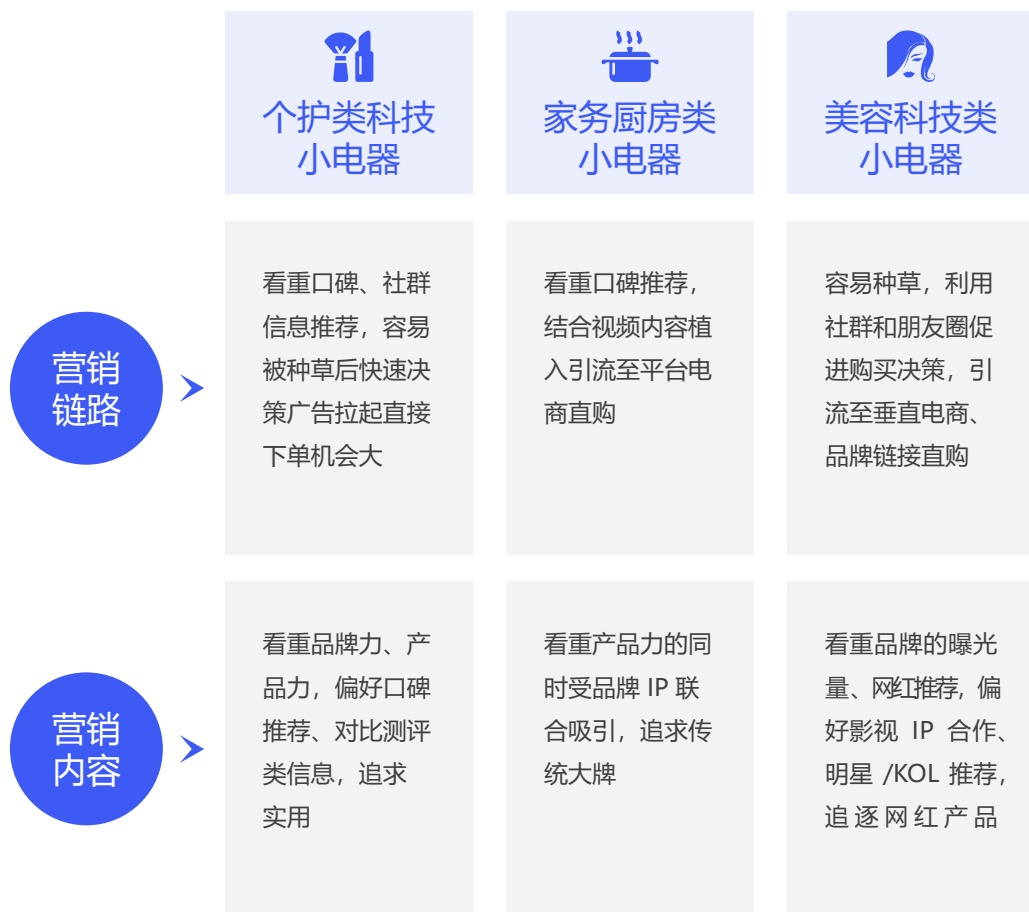 个护类科技
小电器
家务厨房类
小电器
美容科技类
小电器
营销
链路
看重口碑、社群
信息推荐，容易
被种草后快速决
策广告拉起直接
下单机会大
看重口碑推荐，
结合视频内容植
入引流至平台电
商直购
容易种草，利用
社群和朋友圈促
进购买决策，引
流至垂直电商、
品牌链接直购
营销
内容
看重品牌力、产
品力，偏好口碑
推荐、对比测评
类信息，追求
实用
看重产品力的同
时受品牌 IP 联
合吸引，追求传
统大牌
看重品牌的曝光
量、网红推荐，偏
好影视 IP 合作、
明星 /KOL 推荐，
追逐网红产品